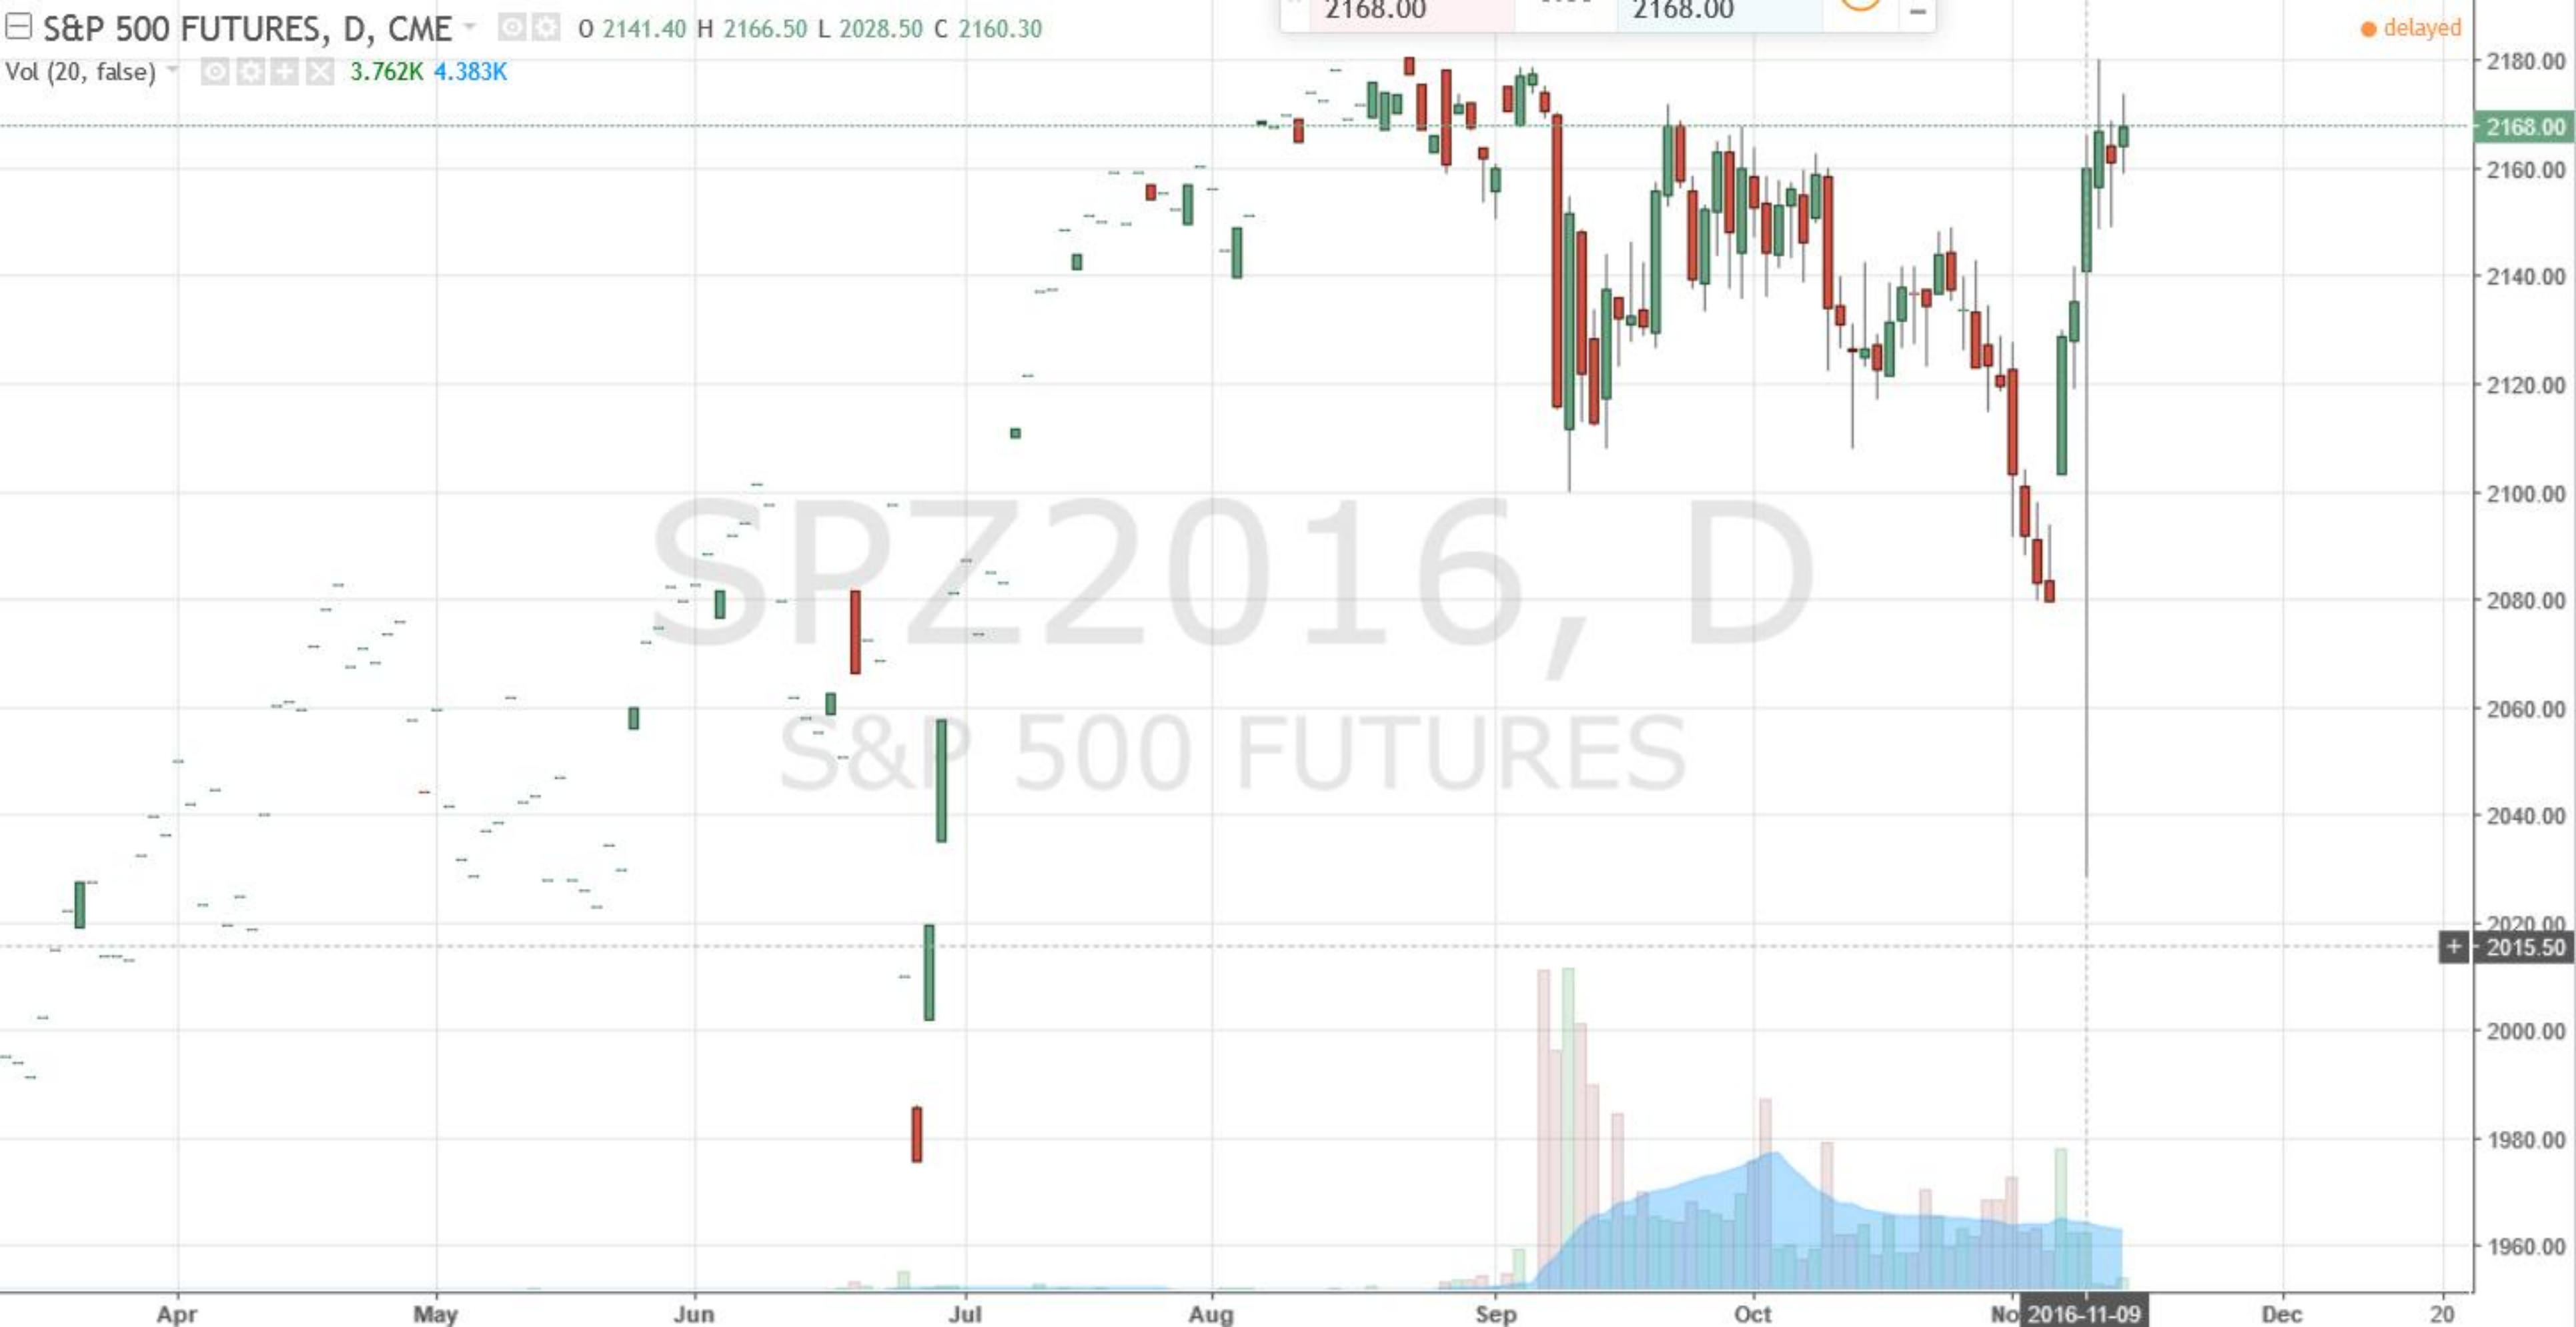 S&P 500 FUTURES, D, CME O 2141.40 H 2166.50 L 2028.50 C 2160.30
2168.00 2168.00
delayed
Vol (20, false) 3.762K 4.383K
2180.00
2168.00
2160.00
2140.00
2120.00
2100.00
2080.00
2060.00
2040.00
2020.00
2015.50
2000.00
1980.00
1960.00
SPZ2016, D
S&P 500 FUTURES
Apr May Jun Jul Aug Sep Oct No 2016-11-09 Dec 20